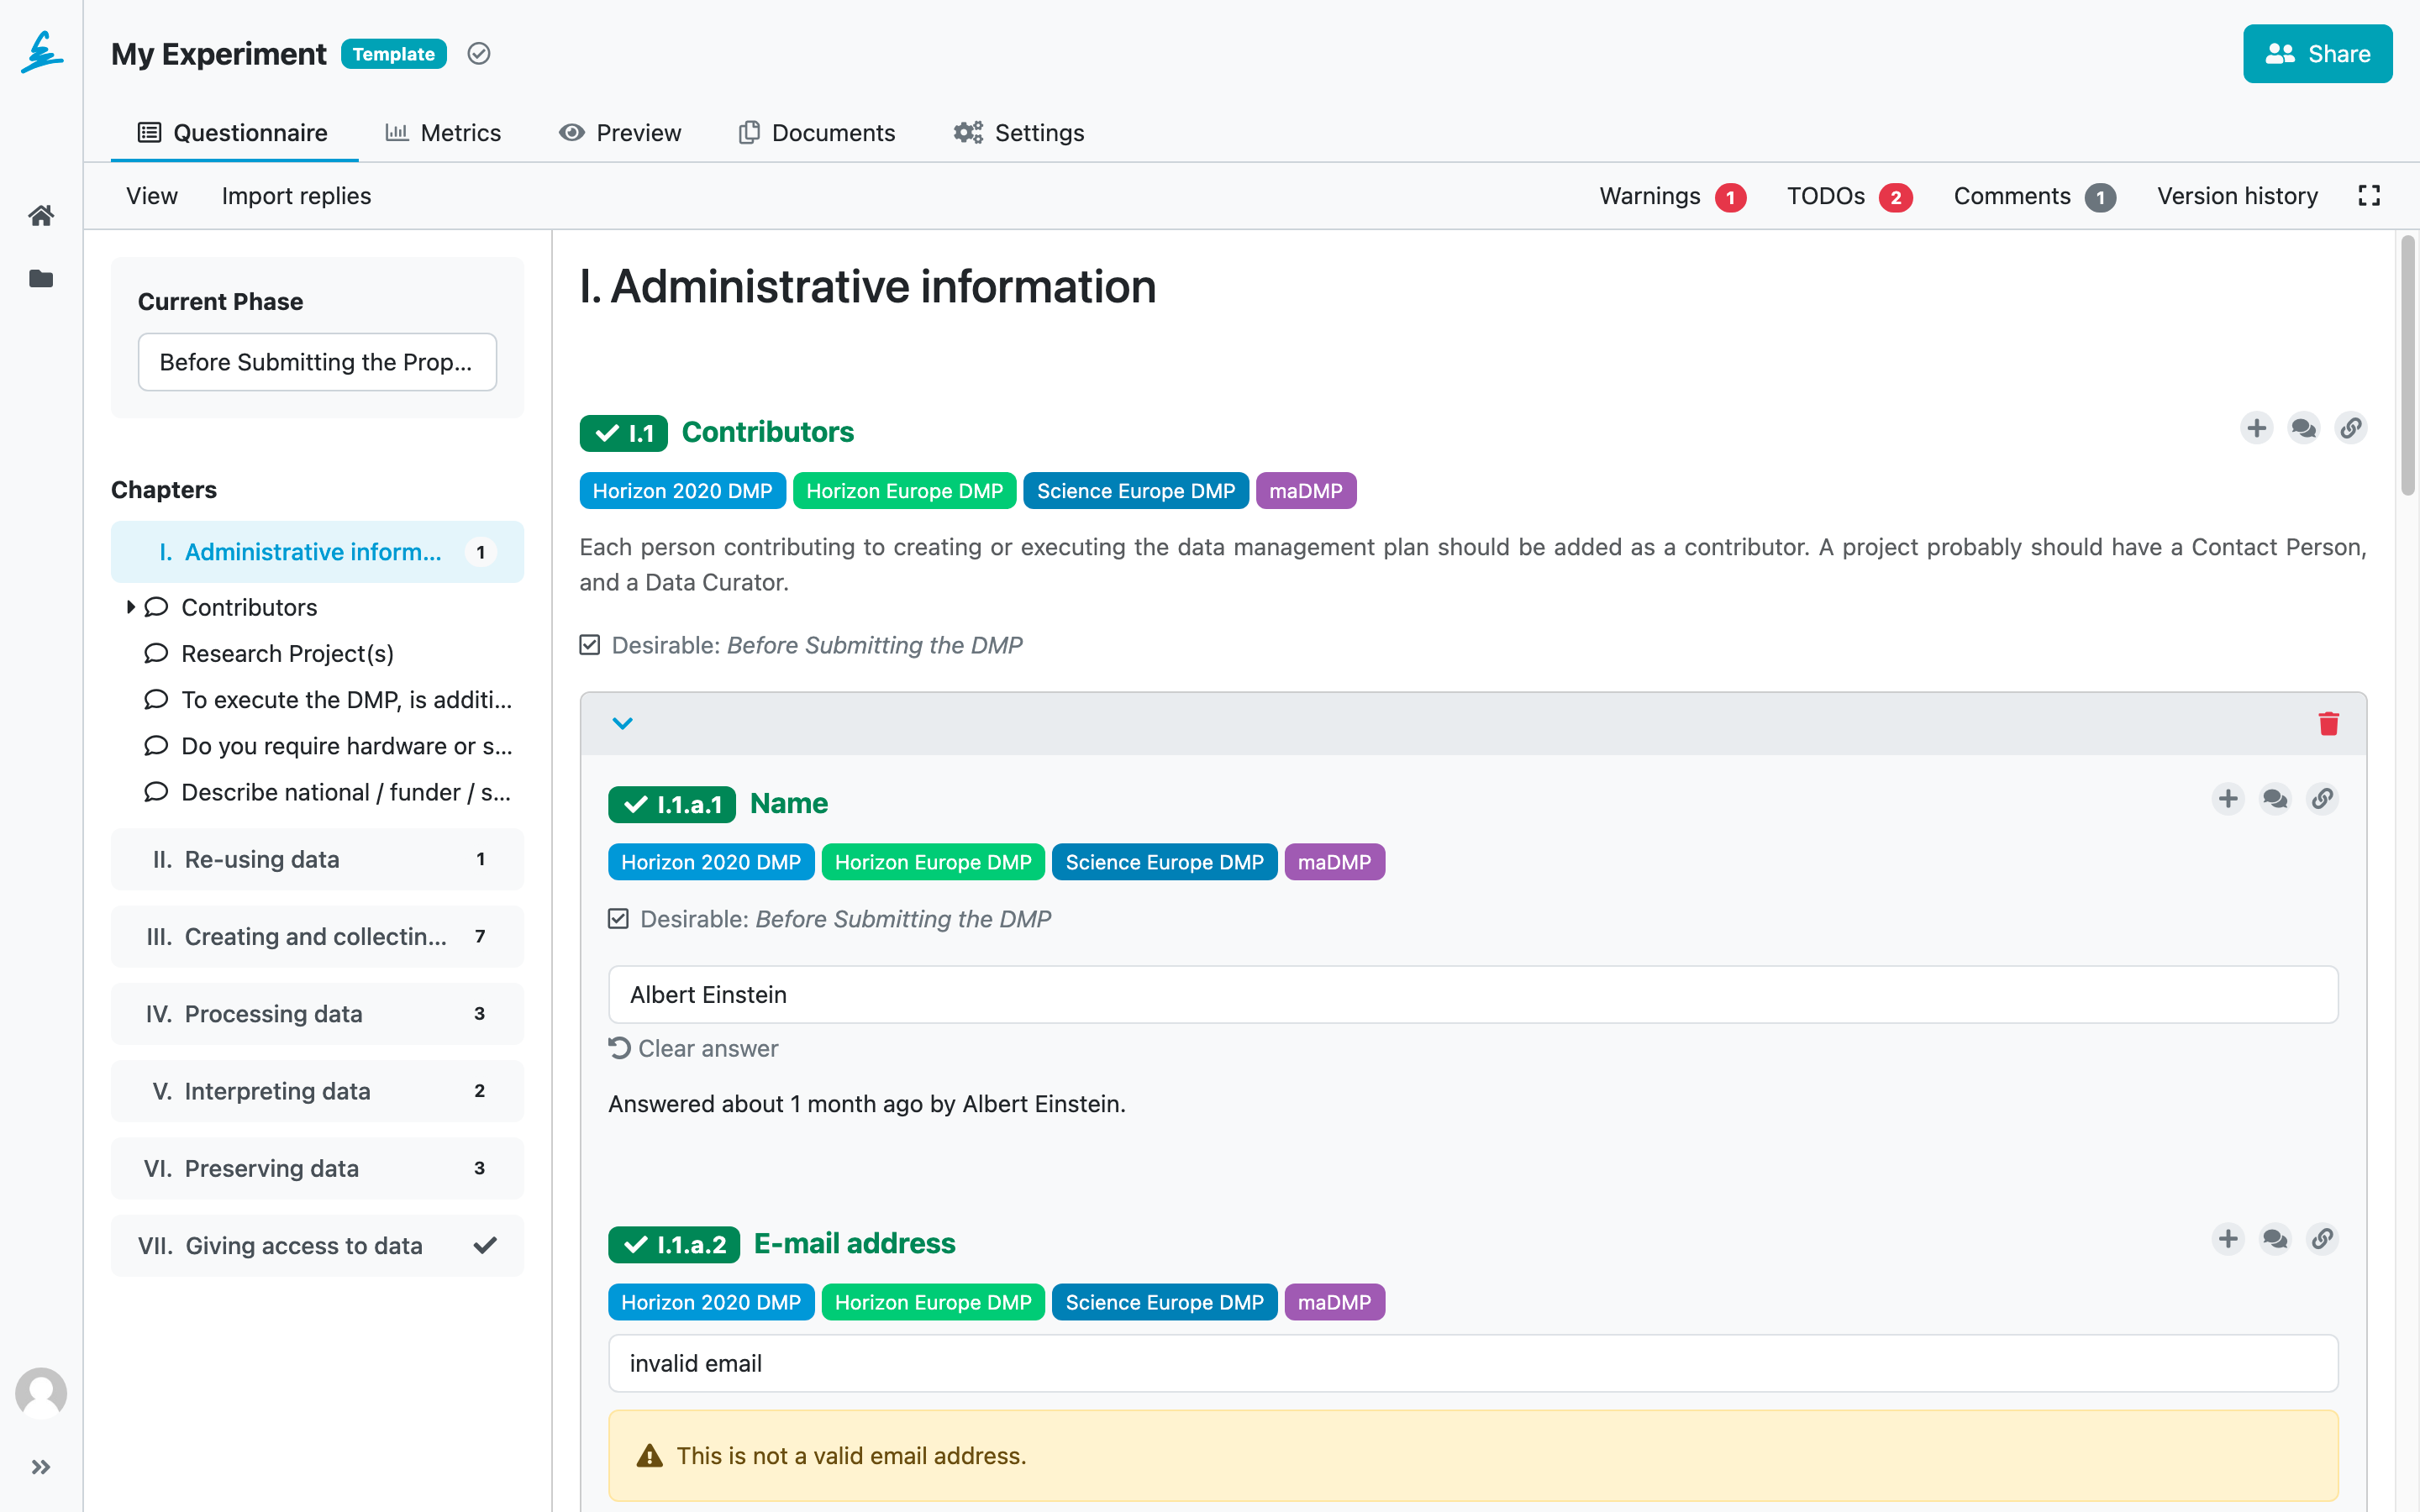 My Experiment Template
Share
Questionnaire Metrics Preview Documents Settings
View Import replies Warnings 1 TODOs 2 Comments 1 Version history
Current Phase
Before Submitting the Prop...
Chapters
I. Administrative inform... 1
Contributors
Research Project(s)
To execute the DMP, is additi...
Do you require hardware or s...
Describe national / funder / s...
II. Re-using data 1
III. Creating and collectin... 7
IV. Processing data 3
V. Interpreting data 2
VI. Preserving data 3
VII. Giving access to data
I. Administrative information
I.1 Contributors
Horizon 2020 DMP Horizon Europe DMP Science Europe DMP maDMP
Each person contributing to creating or executing the data management plan should be added as a contributor. A project probably should have a Contact Person,
and a Data Curator.
Desirable: Before Submitting the DMP
I.1.a.1 Name
Horizon 2020 DMP Horizon Europe DMP Science Europe DMP maDMP
Desirable: Before Submitting the DMP
Albert Einstein
Clear answer
Answered about 1 month ago by Albert Einstein.
I.1.a.2 E-mail address
Horizon 2020 DMP Horizon Europe DMP Science Europe DMP maDMP
invalid email
This is not a valid email address.